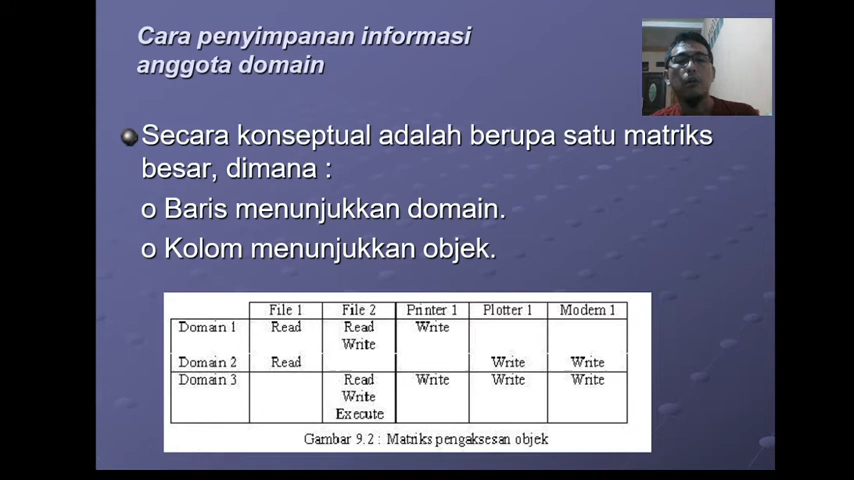 Cara penyimpanan informasi
anggota domain
Secara konseptual adalah berupa satu matriks
besar, dimana :
o Baris menunjukkan domain.
o Kolom menunjukkan objek.
File 1 File 2 Printer 1 Plotter 1 Modem 1
Domain 1 Read Read Write
Write
Domain 2 Read Write Write
Domain 3 Read Write Write Write
Write
Execute
Gambar 9.2 : Matriks pengaksesan objek